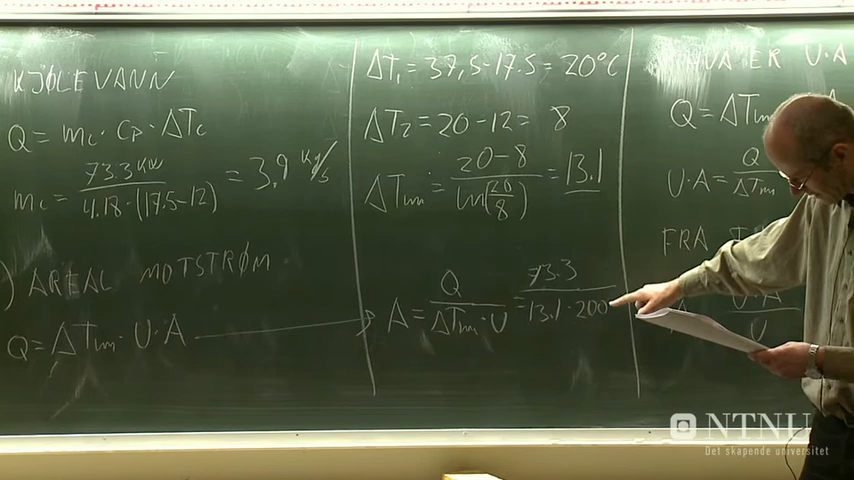 KJØLEVANN
Q = mc · Cp · ΔTc
mc = 73.3 KW / 4.18 · (17.5-12) = 3.9 Kg/s
) AREAL MOTSTRØM
Q = ΔTlm · U · A
ΔT1 = 37,5 - 17.5 = 20°C
ΔT2 = 20 - 12 = 8
ΔTlm = 20 - 8 / ln(20/8) = 13.1
A = Q / ΔTlm · U = 73.3 / 13.1 · 200
HVA ER U·A
Q = ΔTlm
U·A = Q / ΔTlm
FRA
U·A / U
NTNU
Det skapende universitet